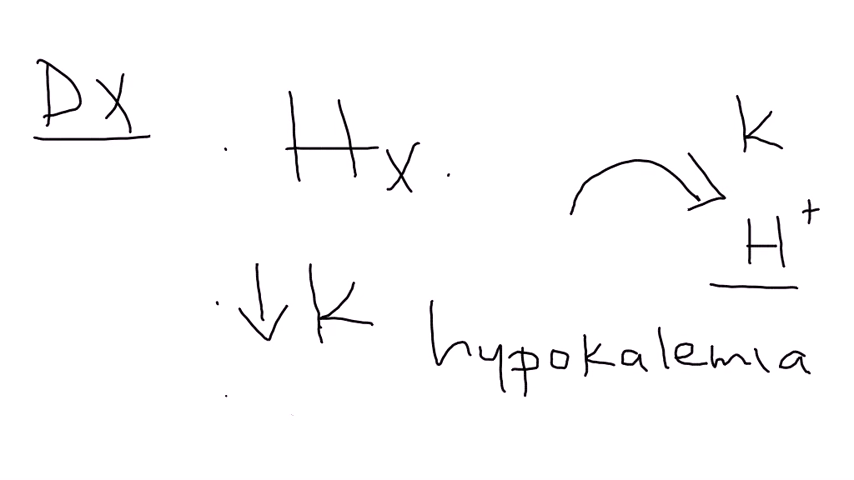 DX
Hx
K
H+
↓K hypokalemia